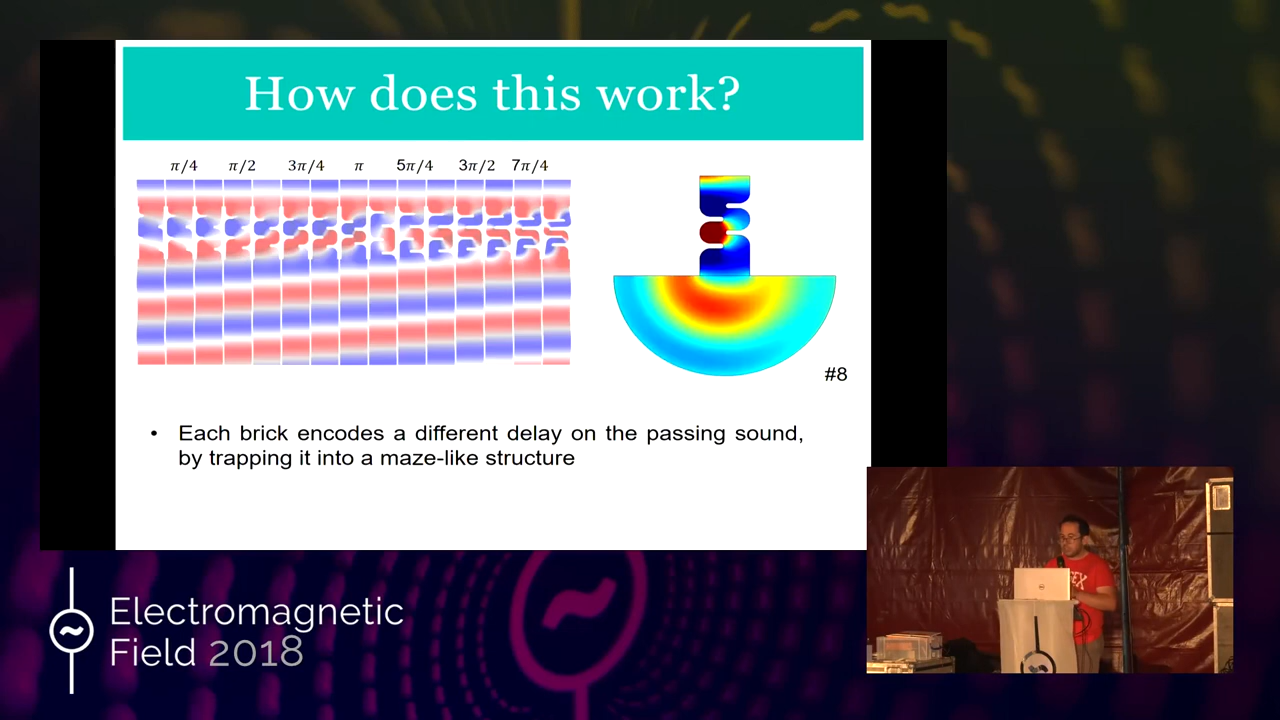 How does this work?
π/4 π/2 3π/4 π 5π/4 3π/2 7π/4
#8
• Each brick encodes a different delay on the passing sound,
by trapping it into a maze-like structure
Electromagnetic
Field 2018